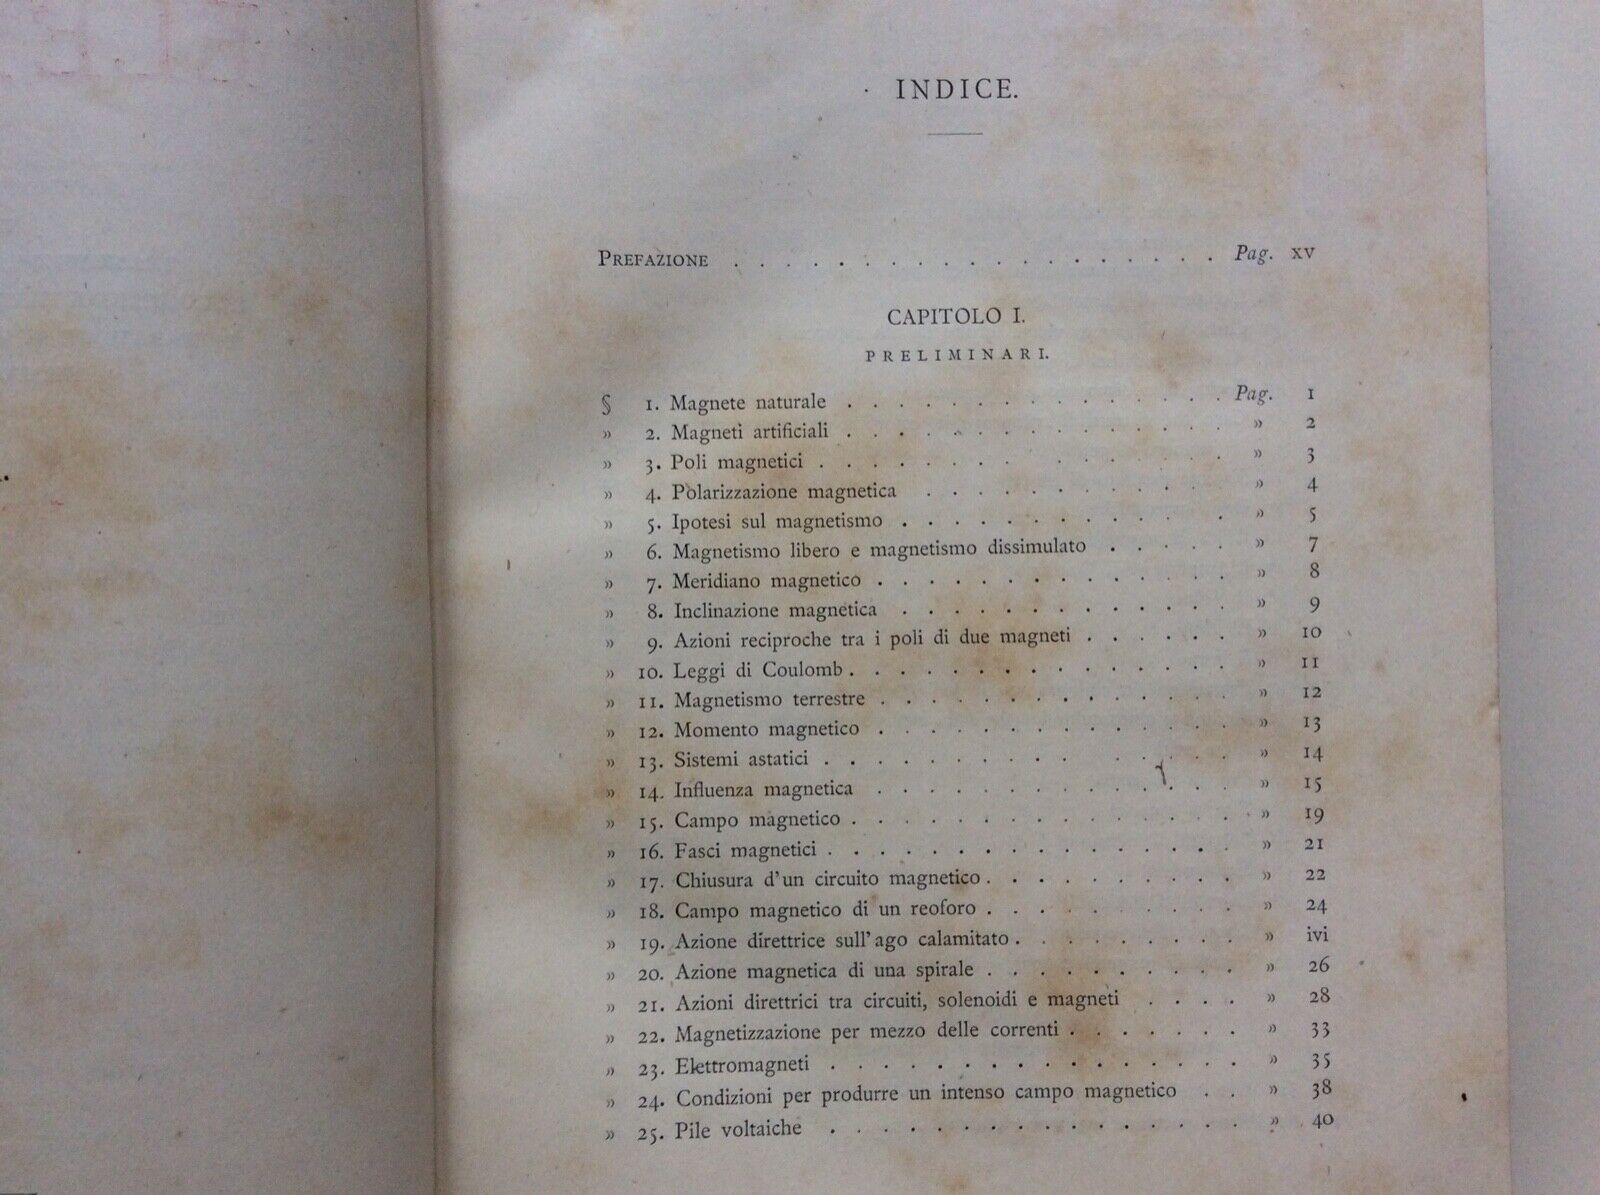 INDICE.
PREFAZIONE . . . . . . . . . . . . . . . . . . . Pag. XV
CAPITOLO I.
PRELIMINARI.
§ 1. Magnete naturale . . . . . . . . . . . . . . . Pag. 1
» 2. Magneti artificiali . . . . . . . . . . . . . . . » 2
» 3. Poli magnetici . . . . . . . . . . . . . . . » 3
» 4. Polarizzazione magnetica . . . . . . . . . . . » 4
» 5. Ipotesi sul magnetismo . . . . . . . . . . . . » 5
» 6. Magnetismo libero e magnetismo dissimulato . . . . . » 7
» 7. Meridiano magnetico . . . . . . . . . . . . . . » 8
» 8. Inclinazione magnetica . . . . . . . . . . . . . » 9
» 9. Azioni reciproche tra i poli di due magneti . . . . . . » 10
» 10. Leggi di Coulomb . . . . . . . . . . . . . . . » 11
» 11. Magnetismo terrestre . . . . . . . . . . . . . . » 12
» 12. Momento magnetico . . . . . . . . . . . . . . » 13
» 13. Sistemi astatici . . . . . . . . . . . . . . . » 14
» 14. Influenza magnetica . . . . . . . . . . . . . . » 15
» 15. Campo magnetico . . . . . . . . . . . . . . . » 19
» 16. Fasci magnetici . . . . . . . . . . . . . . . . » 21
» 17. Chiusura d'un circuito magnetico . . . . . . . . . . » 22
» 18. Campo magnetico di un reoforo . . . . . . . . . . » 24
» 19. Azione direttrice sull'ago calamitato . . . . . . . . . » ivi
» 20. Azione magnetica di una spirale . . . . . . . . . . » 26
» 21. Azioni direttrici tra circuiti, solenoidi e magneti . . . . » 28
» 22. Magnetizzazione per mezzo delle correnti . . . . . . . » 33
» 23. Elettromagneti . . . . . . . . . . . . . . . . » 35
» 24. Condizioni per produrre un intenso campo magnetico . . » 38
» 25. Pile voltaiche . . . . . . . . . . . . . . . . » 40